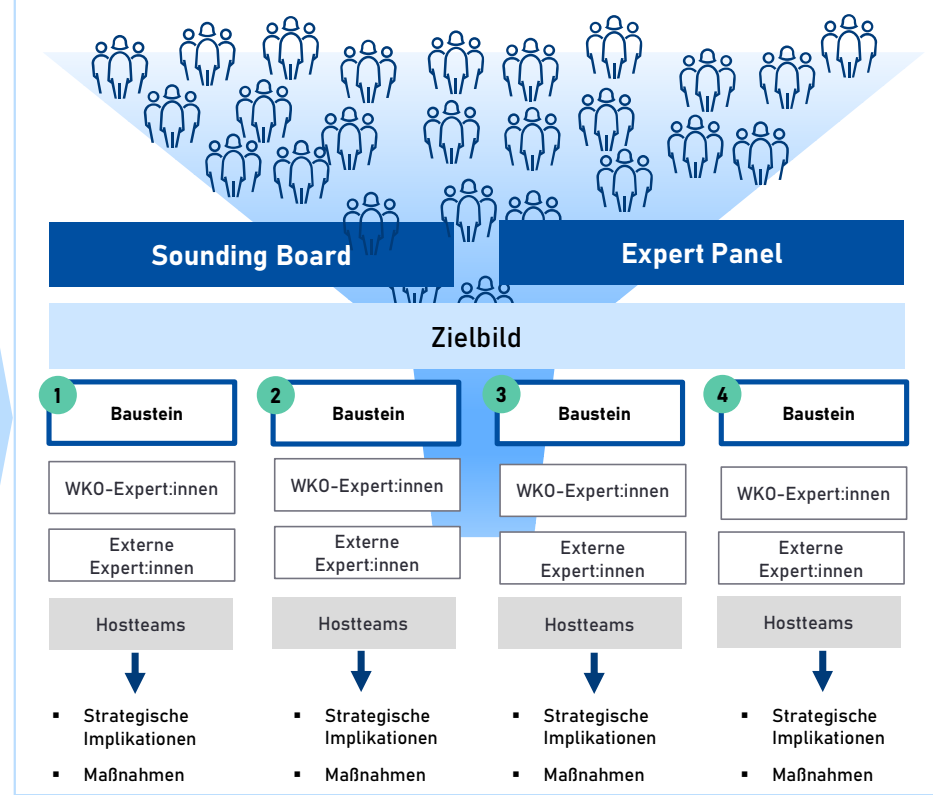 Sounding Board
Expert Panel
Zielbild
1
Baustein
2
Baustein
3
Baustein
4
Baustein
WKO-Expert:innen
WKO-Expert:innen
WKO-Expert:innen
WKO-Expert:innen
Externe
Expert:innen
Externe
Expert:innen
Externe
Expert:innen
Externe
Expert:innen
Hostteams
Hostteams
Hostteams
Hostteams
▪ Strategische
Implikationen
▪ Maßnahmen
▪ Strategische
Implikationen
▪ Maßnahmen
▪ Strategische
Implikationen
▪ Maßnahmen
▪ Strategische
Implikationen
▪ Maßnahmen